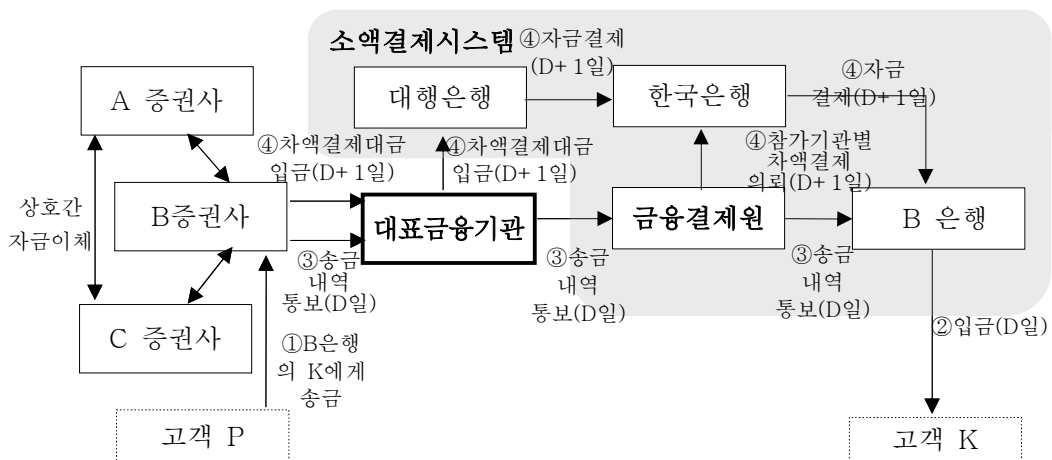 소액결제시스템
④자금결제
(D+1일)
A 증권사
대행은행
한국은행
④자금
결제(D+1일)
④차액결제대금
입금(D+1일)
④차액결제대금
입금(D+1일)
④참가기관별
차액결제
의뢰(D+1일)
상호간
자금이체
B증권사
대표금융기관
금융결제원
B 은행
③송금
내역
통보(D일)
③송금
내역
통보(D일)
③송금
내역
통보(D일)
C 증권사
①B은행
의 K에게
송금
②입금(D일)
고객 P
고객 K